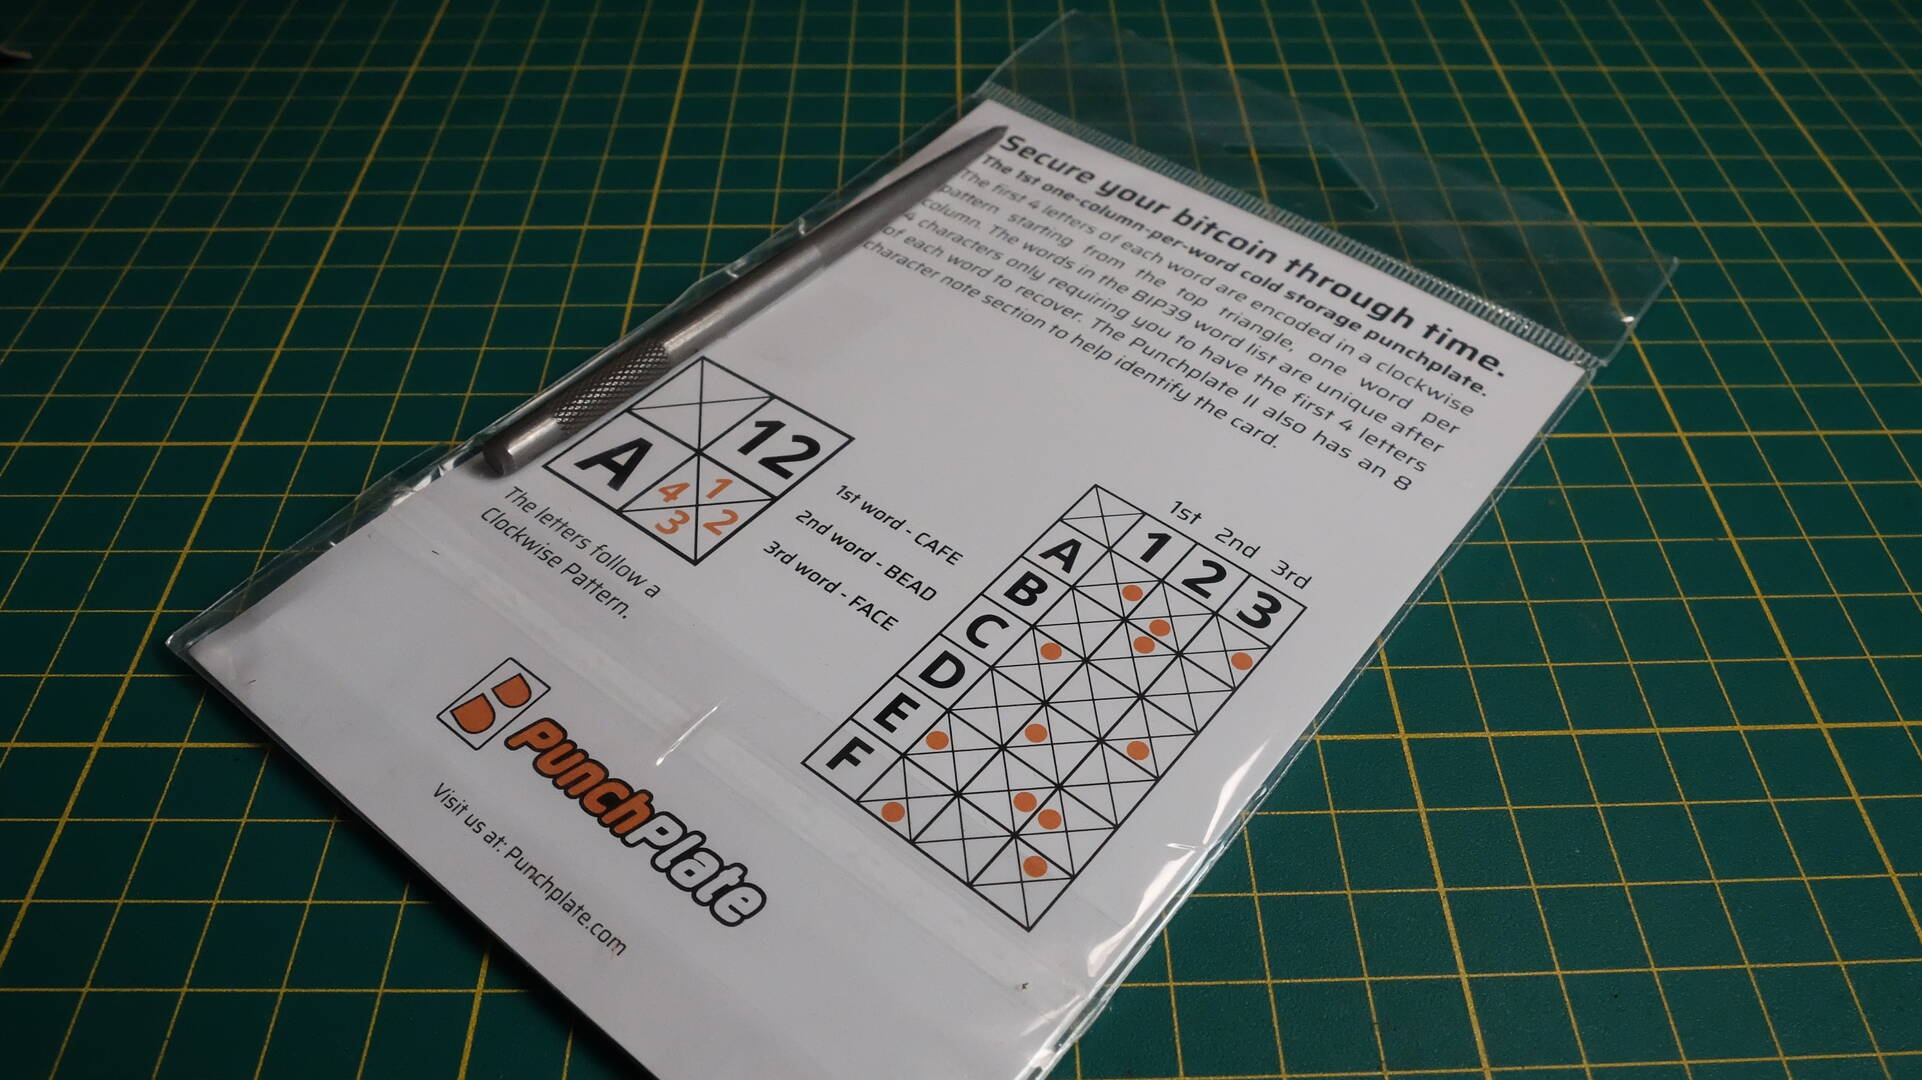 Secure your bitcoin through time.
The 1st one-column-per-word cold storage punchplate.
The first 4 letters of each word are encoded in a clockwise
pattern starting from the top triangle, one word per
column. The words in the BIP39 word list are unique after
4 characters only requiring you to have the first 4 letters
of each word to recover. The Punchplate II also has an 8
character note section to help identify the card.
12
A 1 2 3 4
The letters follow a
Clockwise Pattern.
1st word - CAFE
2nd word - BEAD
3rd word - FACE
1st 2nd 3rd
1 2 3
A
B
C
D
E
F
PunchPlate
Visit us at: Punchplate.com